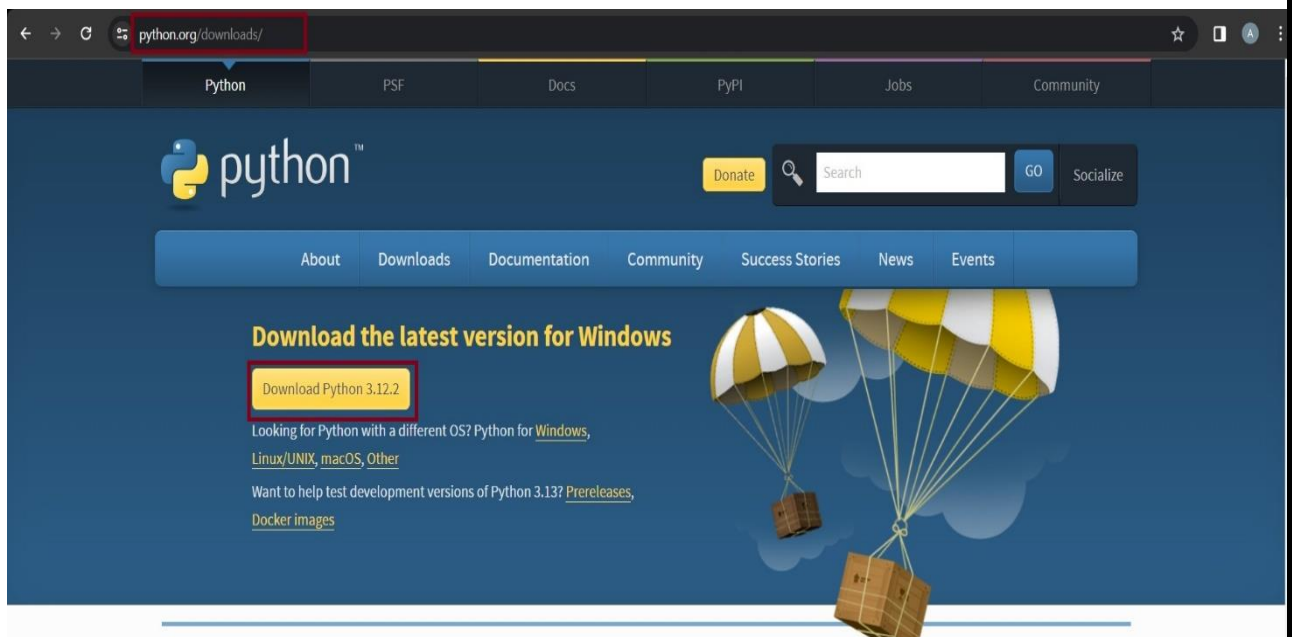 python.org/downloads/
A
Python PSF Docs PyPI Jobs Community
python™
Donate Search GO Socialize
About Downloads Documentation Community Success Stories News Events
Download the latest version for Windows
Download Python 3.12.2
Looking for Python with a different OS? Python for Windows,
Linux/UNIX, macOS, Other
Want to help test development versions of Python 3.13? Prereleases,
Docker images